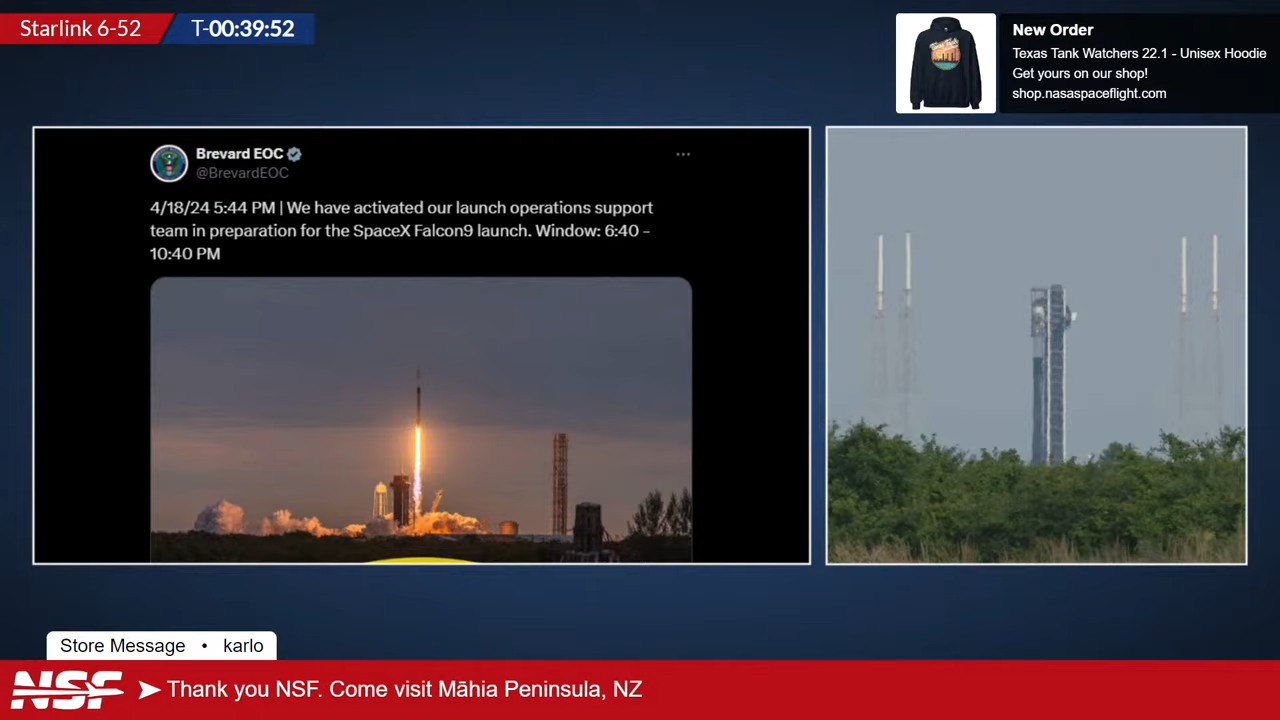 Starlink 6-52
T-00:39:52
New Order
Texas Tank Watchers 22.1 - Unisex Hoodie
Get yours on our shop!
shop.nasaspaceflight.com
Brevard EOC
@BrevardEOC
4/18/24 5:44 PM | We have activated our launch operations support
team in preparation for the SpaceX Falcon9 launch. Window: 6:40 -
10:40 PM
Store Message • karlo
NSF
Thank you NSF. Come visit Māhia Peninsula, NZ